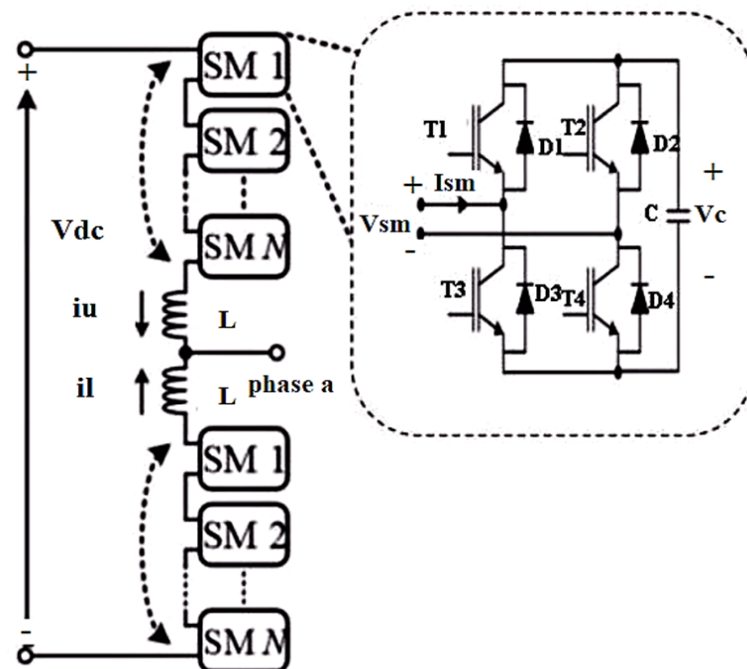 +
Vdc
-
SM 1
SM 2
SM N
iu
L
phase a
il
L
SM 1
SM 2
SM N
T1
D1
T2
D2
+
Ism
Vsm
-
C
+
Vc
-
T3
D3
T4
D4